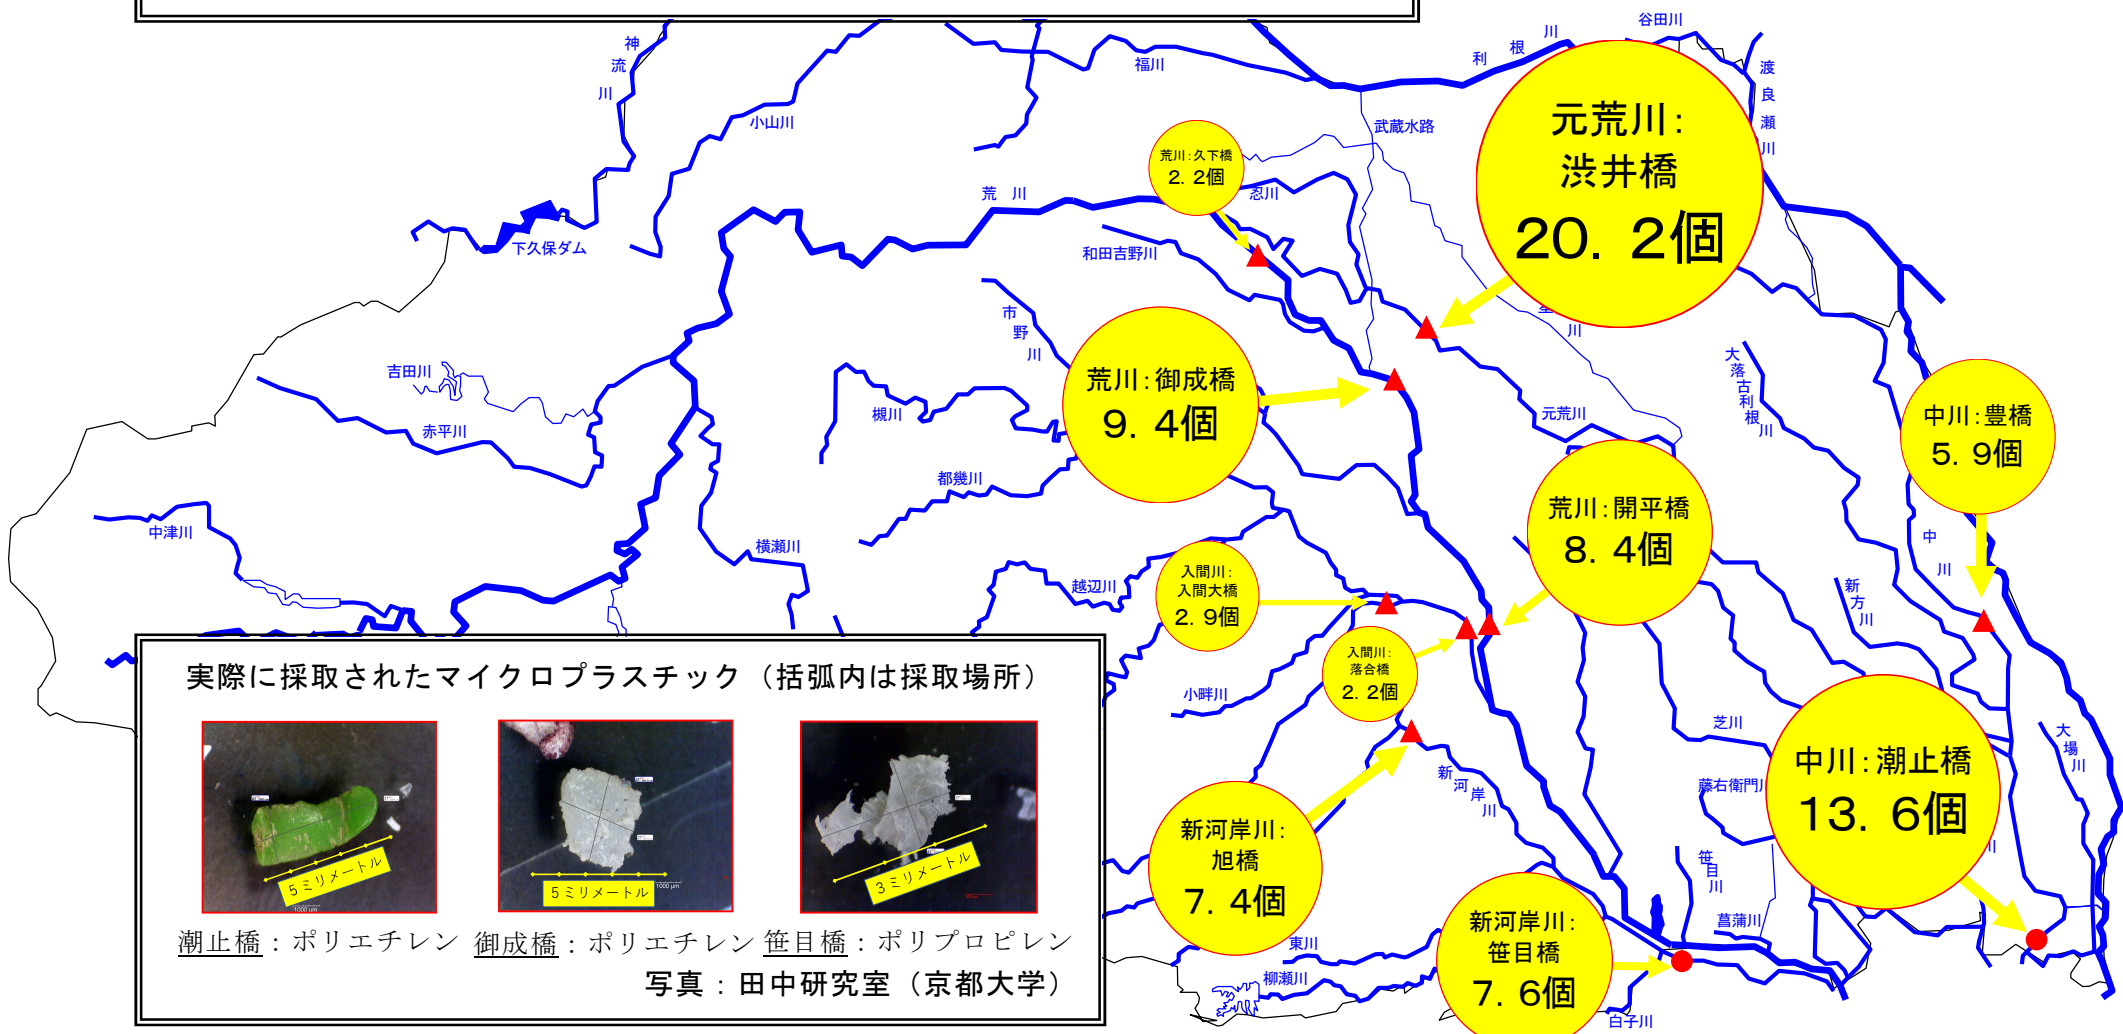 神
流
川
小山川
福川
利根川
谷田川
渡
良
瀬
川
武蔵水路
元荒川:
渋井橋
20. 2個
荒川:久下橋
2. 2個
忍川
荒川
下久保ダム
和田吉野川
市
野
川
川
荒川:御成橋
9. 4個
吉田川
槻川
赤平川
元荒川
大
落
古
利
根
川
中川:豊橋
5. 9個
都幾川
荒川:開平橋
8. 4個
中津川
横瀬川
越辺川
入間川:
入間大橋
2. 9個
中
川
新
方
川
入間川:
落合橋
2. 2個
小畔川
芝川
大
場
川
中川:潮止橋
13. 6個
新
河
岸
川
藤右衛門川
新河岸川:
旭橋
7. 4個
笹
目
川
川
菖蒲川
新河岸川:
笹目橋
7. 6個
東川
柳瀬川
白子川
実際に採取されたマイクロプラスチック（括弧内は採取場所）
5ミリメートル
1000 μm
5ミリメートル
1000 μm
3ミリメートル
潮止橋：ポリエチレン
御成橋：ポリエチレン
笹目橋：ポリプロピレン
写真：田中研究室（京都大学）